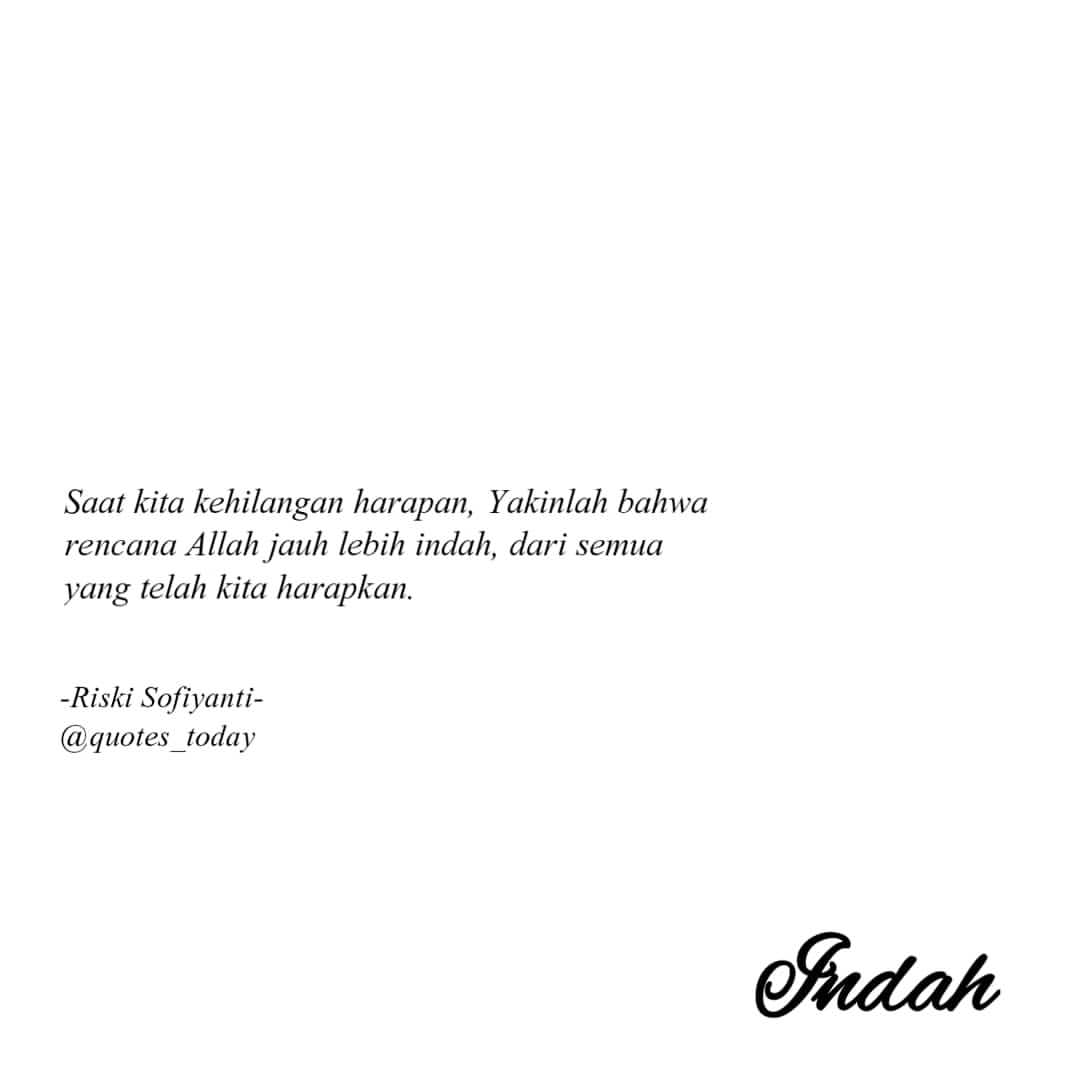 Saat kita kehilangan harapan, Yakinlah bahwa
rencana Allah jauh lebih indah, dari semua
yang telah kita harapkan.
-Riski Sofiyanti-
@quotes_today
Indah